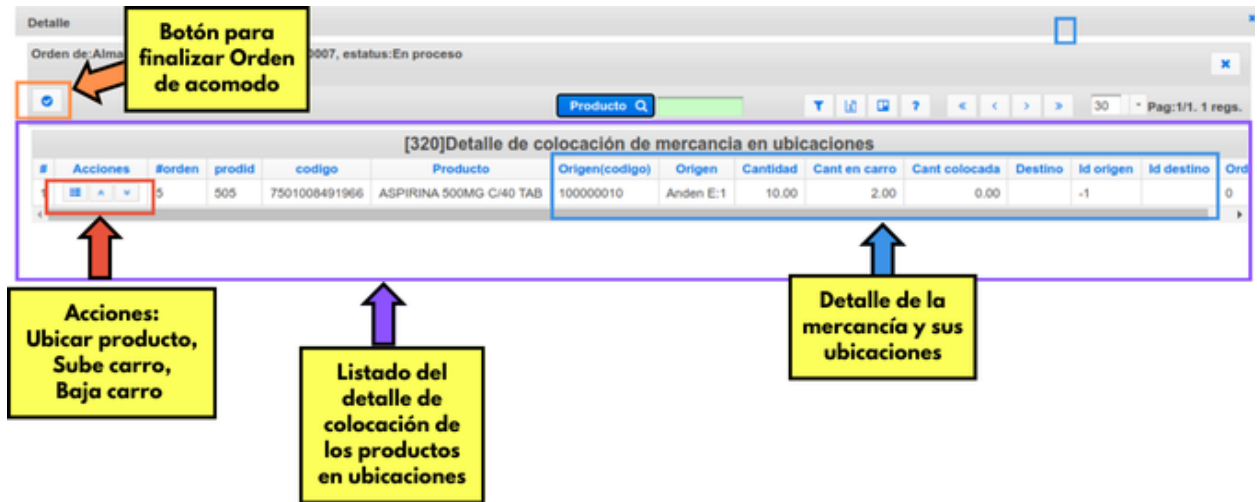 Detalle
Botón para
finalizar Orden
de acomodo
Orden de:Alma
0007, estatus:En proceso
Producto
?
«
‹
›
»
30
Pag:1/1. 1 regs.
[320]Detalle de colocación de mercancia en ubicaciones
# Acciones #orden prodid codigo Producto Origen(codigo) Origen Cantidad Cant en carro Cant colocada Destino Id origen Id destino Ord
1 5 505 7501008491966 ASPIRINA 500MG C/40 TAB 100000010 Anden E:1 10.00 2.00 0.00 -1 0
Acciones:
Ubicar producto,
Sube carro,
Baja carro
Listado del
detalle de
colocación de
los productos
en ubicaciones
Detalle de la
mercancía y sus
ubicaciones